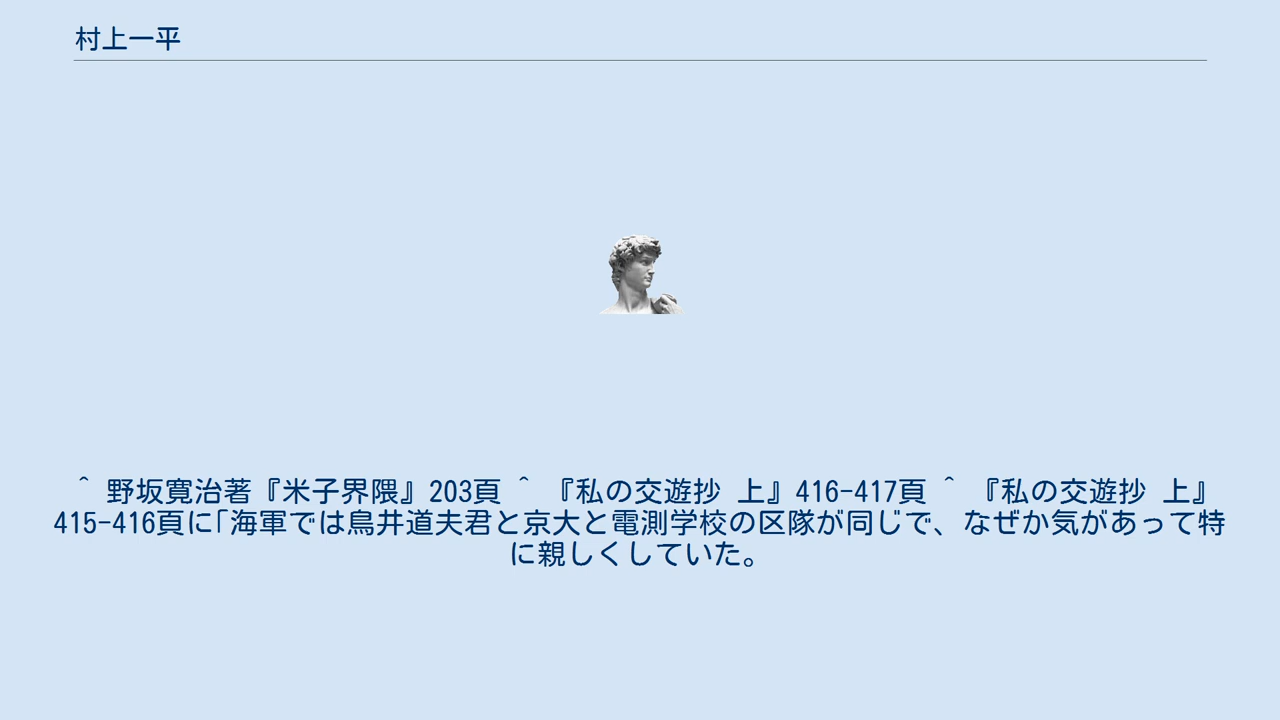 村上一平
^ 野坂寛治著『米子界隈』203頁 ^ 『私の交遊抄 上』416-417頁 ^ 『私の交遊抄 上』
415-416頁に「海軍では鳥井道夫君と京大と電測学校の区隊が同じで、なぜか気があって特
に親しくしていた。